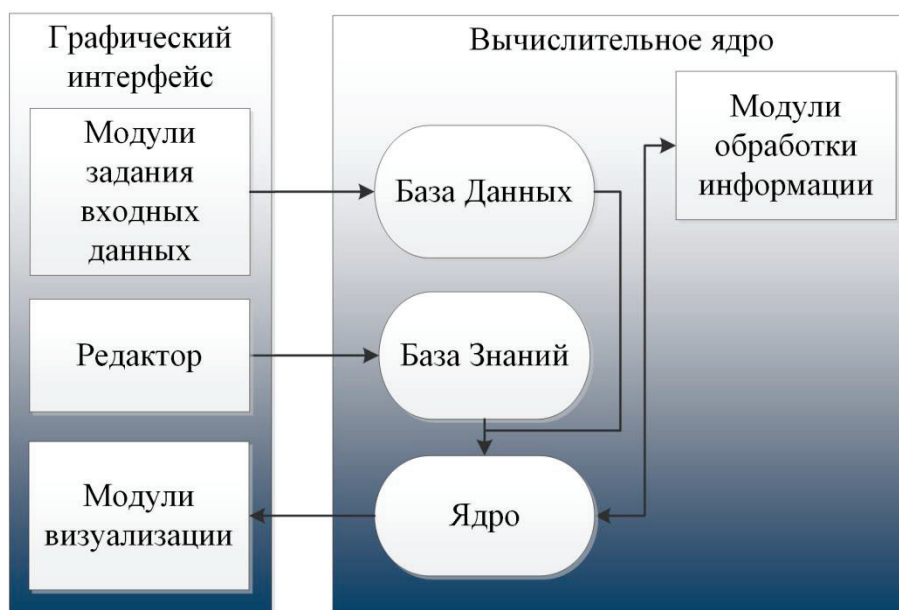 Графический
интерфейс
Модули
задания
входных
данных
Редактор
Модули
визуализации
Вычислительное ядро
База Данных
База Знаний
Ядро
Модули
обработки
информации